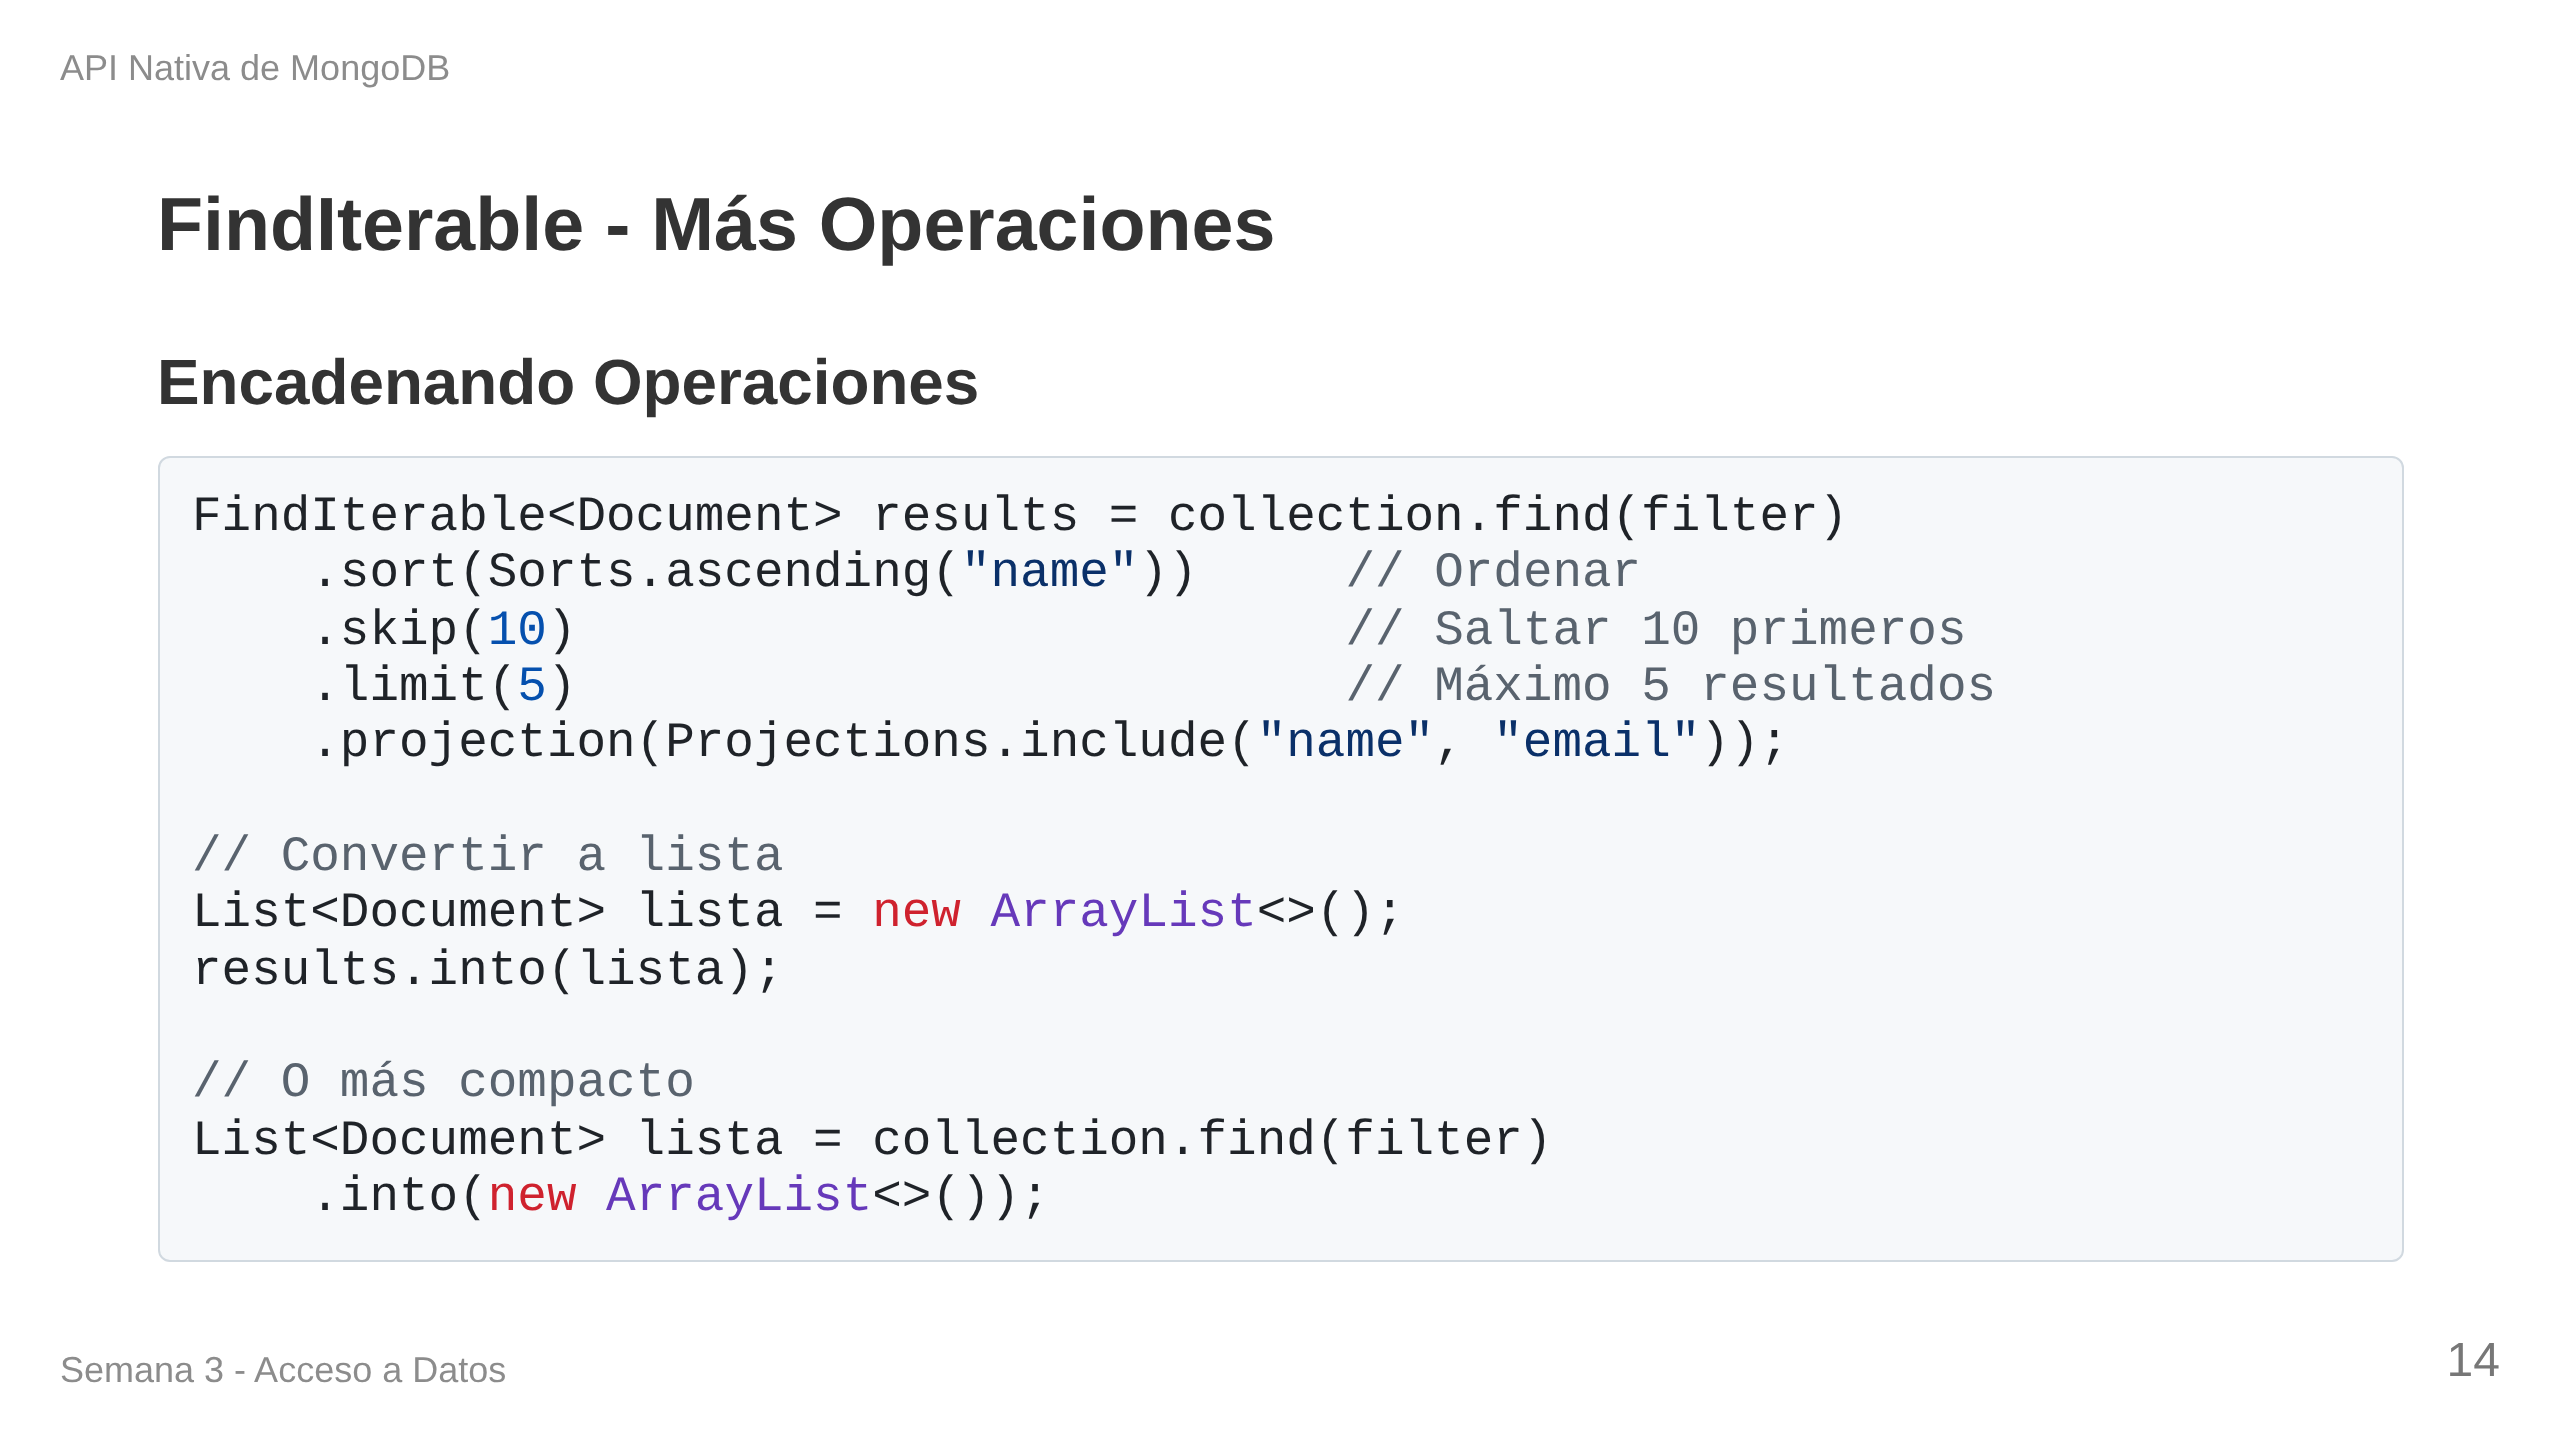 API Nativa de MongoDB
FindIterable - Más Operaciones
Encadenando Operaciones
FindIterable<Document> results = collection.find(filter)
    .sort(Sorts.ascending("name"))     // Ordenar
    .skip(10)                          // Saltar 10 primeros
    .limit(5)                          // Máximo 5 resultados
    .projection(Projections.include("name", "email"));
// Convertir a lista
List<Document> lista = new ArrayList<>();
results.into(lista);
// O más compacto
List<Document> lista = collection.find(filter)
    .into(new ArrayList<>());
Semana 3 - Acceso a Datos
14